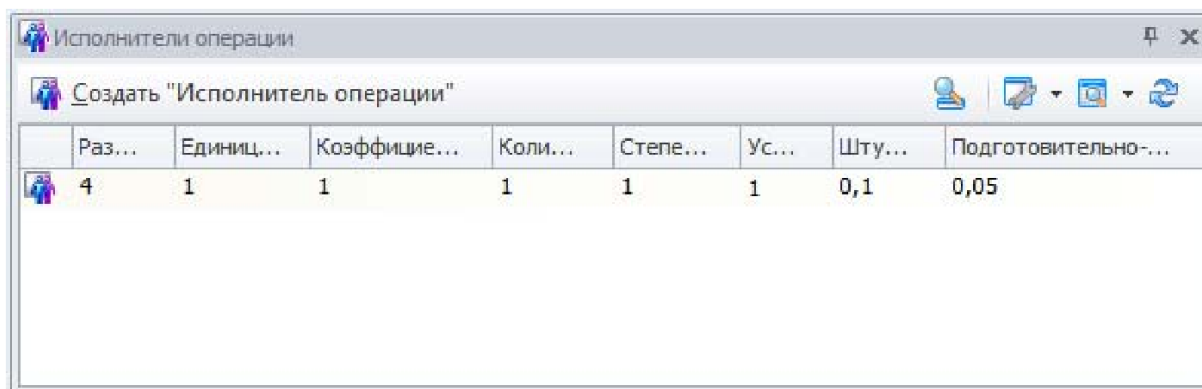 Исполнители операции
Создать "Исполнитель операции"
Раз... Единиц... Коэффицие... Коли... Степе... Ус... Шту... Подготовительно-...
4 1 1 1 1 1 0,1 0,05